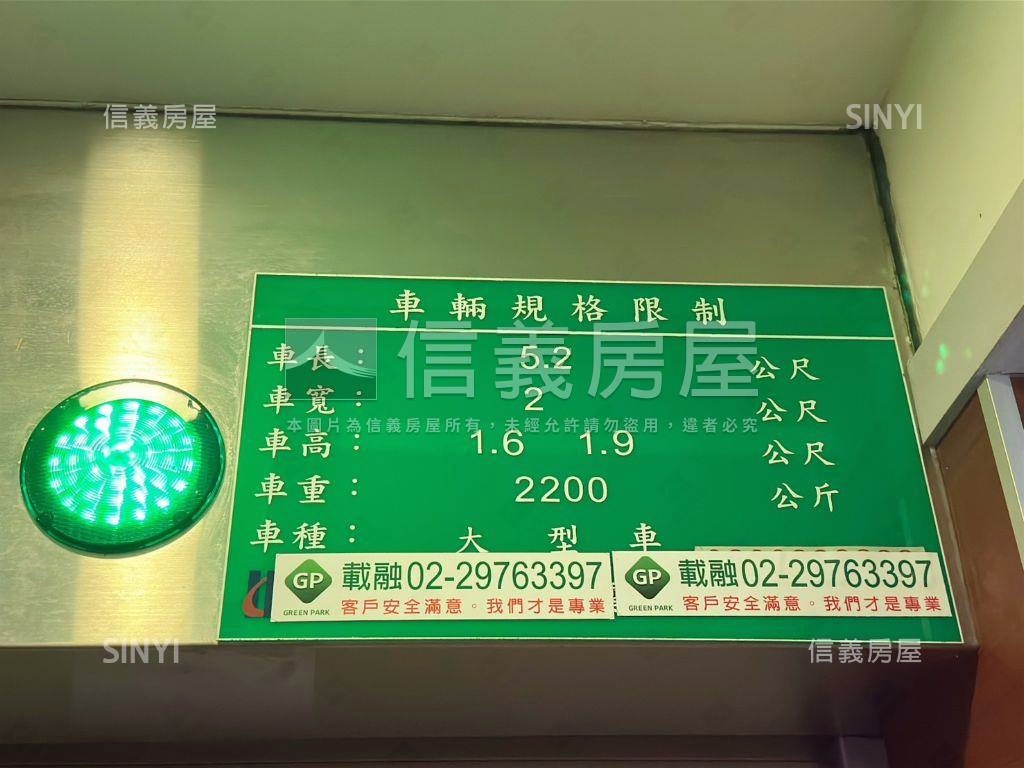 信義房屋 SINYI
車輛規格限制
信義房屋
車長： 5.2 公尺
車寬： 2 公尺
本圖片為信義房屋所有，未經允許請勿盜用，違者必究
車高： 1.6 1.9 公尺
車重： 2200 公斤
車種： 大型車
GP 載融02-29763397 GP 載融02-29763397
GREEN PARK 客戶安全滿意。我們才是專業 GREEN PARK 客戶安全滿意。我們才是專業
SINYI 信義房屋